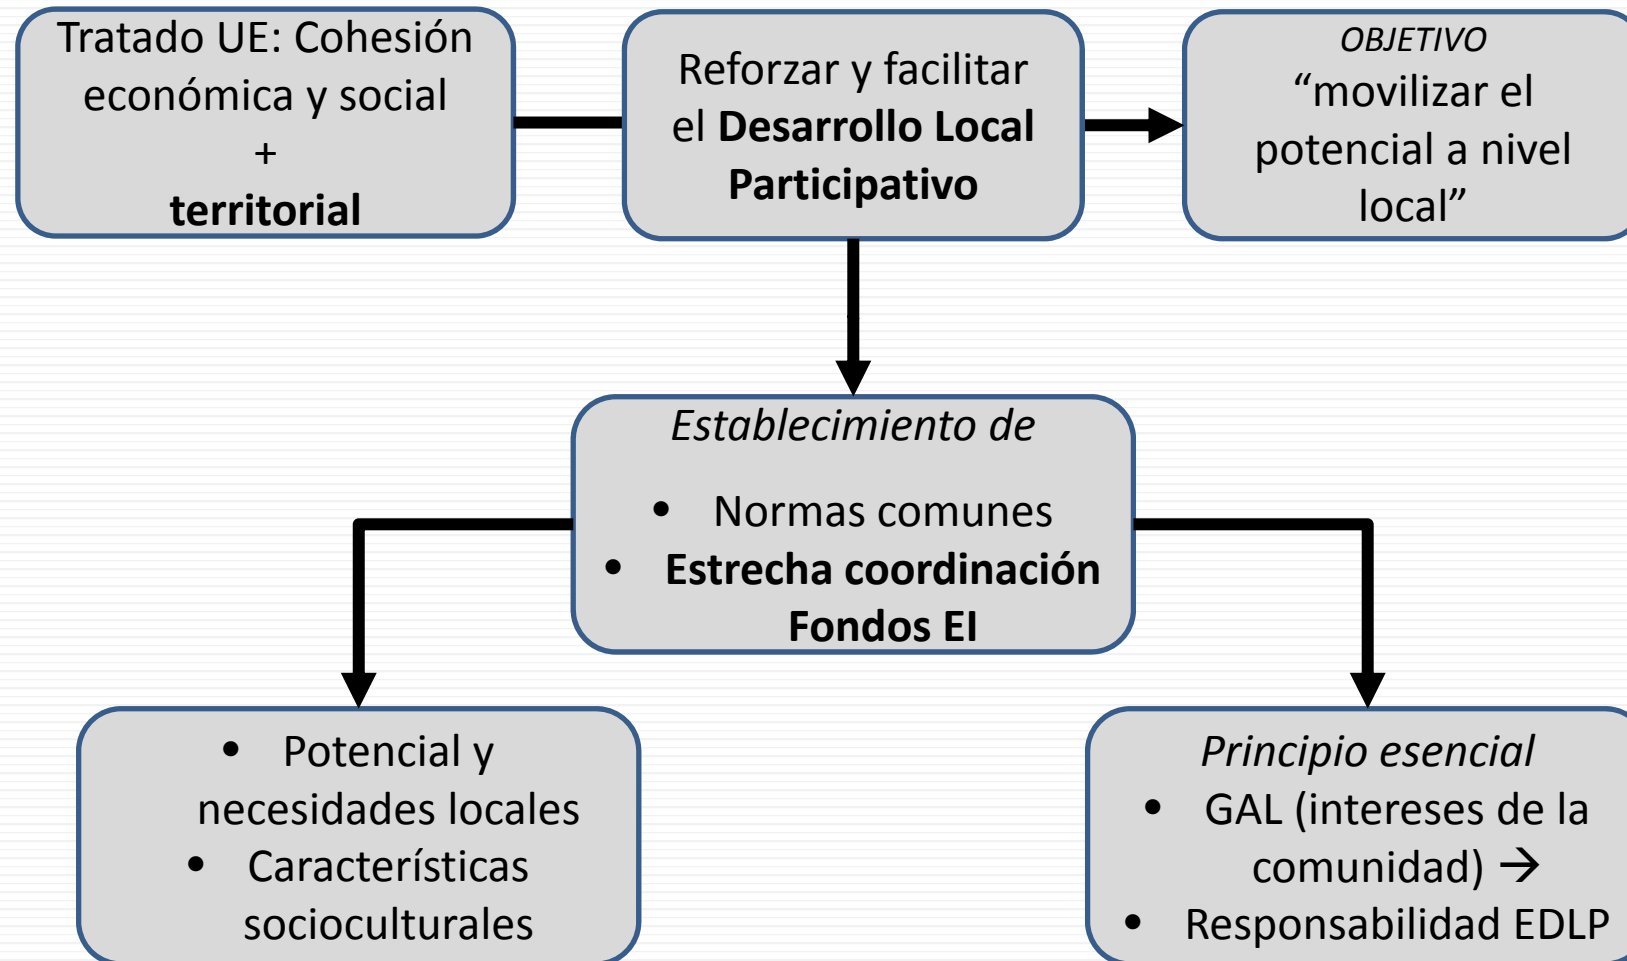 Tratado UE: Cohesión
económica y social
+
territorial
Reforzar y facilitar
el Desarrollo Local
Participativo
OBJETIVO
“movilizar el
potencial a nivel
local”
Establecimiento de
• Normas comunes
• Estrecha coordinación
Fondos EI
• Potencial y
necesidades locales
• Características
socioculturales
Principio esencial
• GAL (intereses de la
comunidad) →
• Responsabilidad EDLP